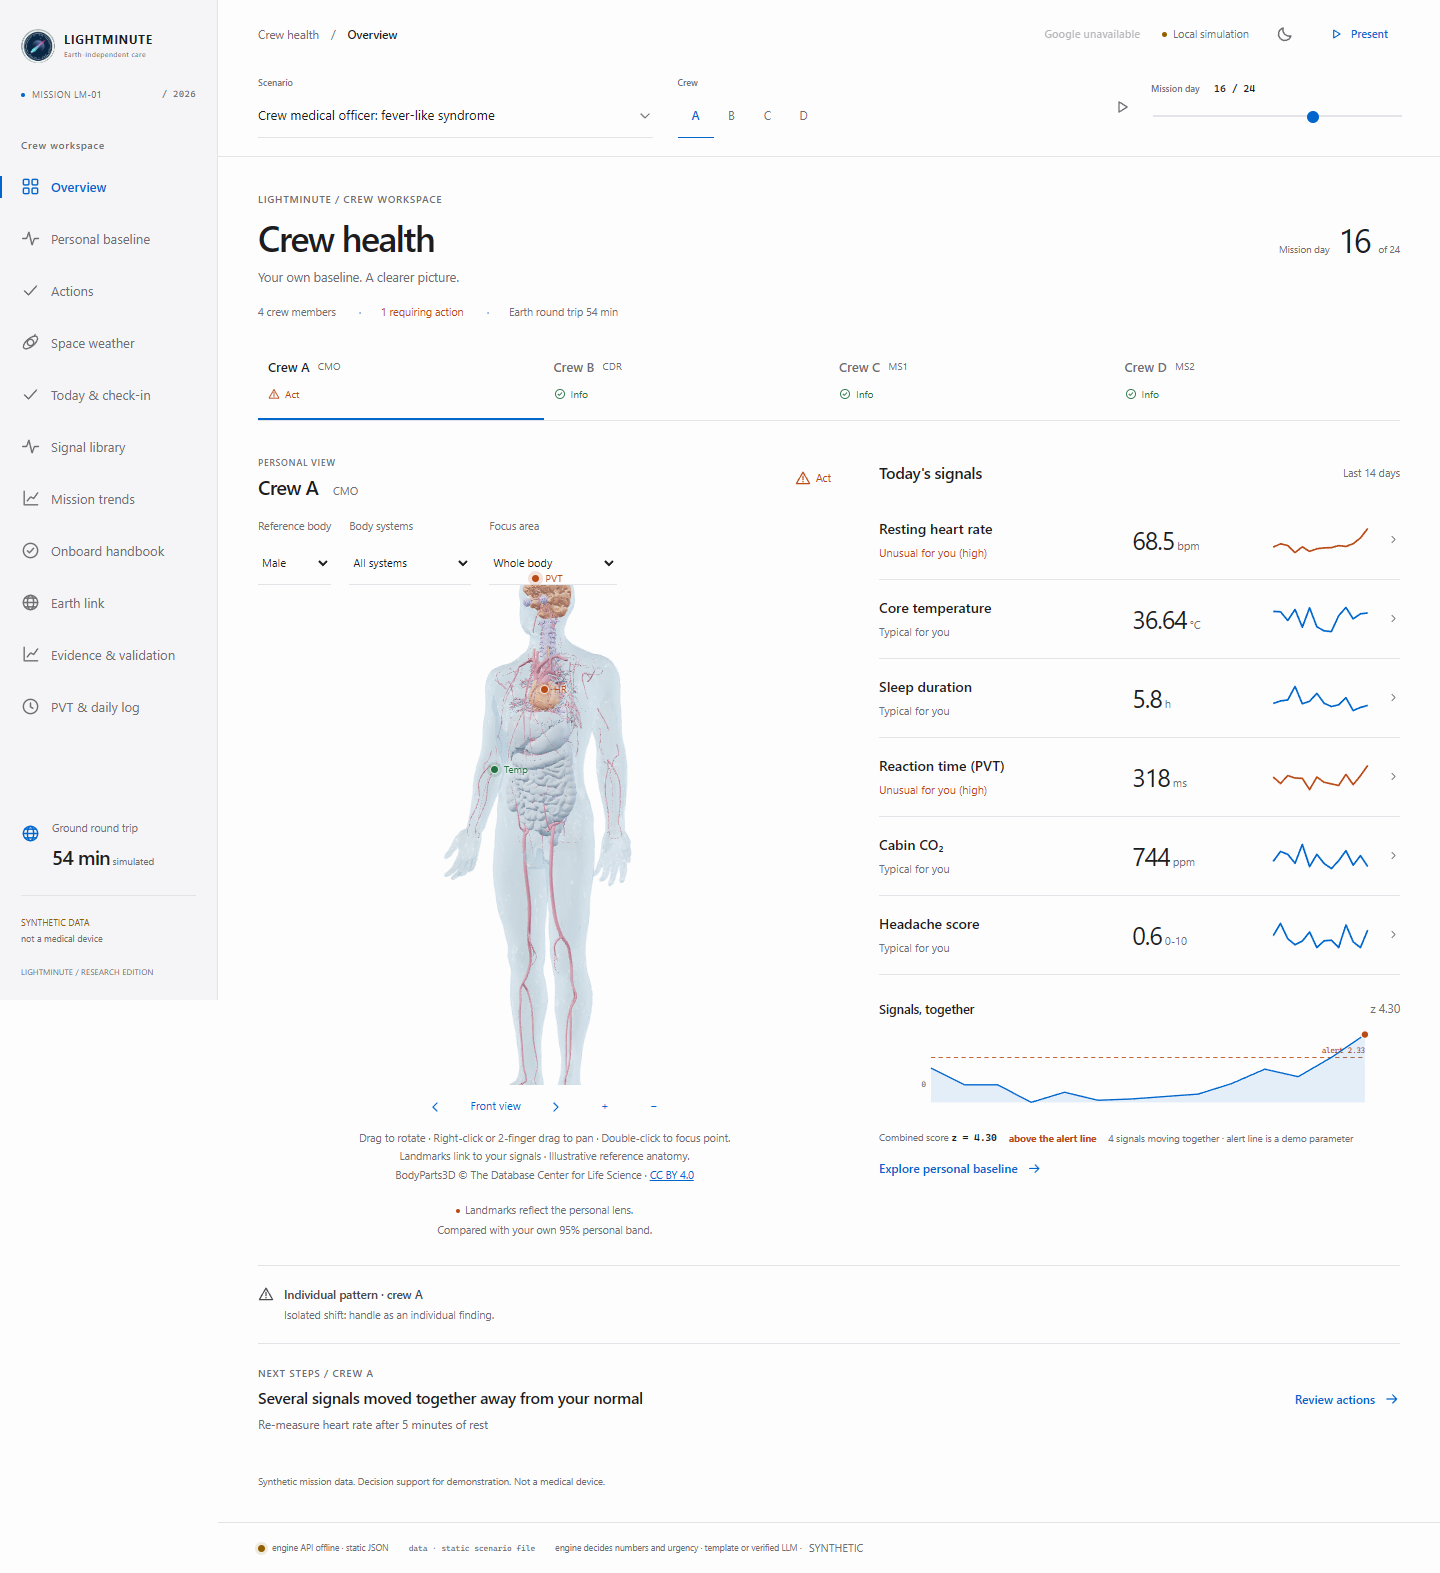 LIGHTMINUTE
Earth independent care
MISSION LM-01 / 2026
Crew workspace
Overview
Personal baseline
Actions
Space weather
Today & check-in
Signal library
Mission trends
Onboard handbook
Earth link
Evidence & validation
PVT & daily log
Ground round trip
54 min simulated
SYNTHETIC DATA
not a medical device
LIGHTMINUTE / RESEARCH EDITION
Crew health / Overview
Google unavailable
Local simulation
Present
Scenario
Crew medical officer: fever-like syndrome
Crew
A B C D
Mission day 16 / 24
LIGHTMINUTE / CREW WORKSPACE
Crew health
Your own baseline. A clearer picture.
Mission day 16 of 24
4 crew members · 1 requiring action · Earth round trip 54 min
Crew A CMO
Act
Crew B CDR
Info
Crew C MS1
Info
Crew D MS2
Info
PERSONAL VIEW
Crew A CMO
Act
Reference body
Male
Body systems
All systems
Focus area
Whole body
PVT
HR
Temp
Front view + −
Drag to rotate · Right-click or 2-finger drag to pan · Double-click to focus point.
Landmarks link to your signals · Illustrative reference anatomy.
BodyParts3D © The Database Center for Life Science · CC BY 4.0
Landmarks reflect the personal lens.
Compared with your own 95% personal band.
Today's signals
Last 14 days
Resting heart rate
Unusual for you (high)
68.5 bpm
Core temperature
Typical for you
36.64 °C
Sleep duration
Typical for you
5.8 h
Reaction time (PVT)
Unusual for you (high)
318 ms
Cabin CO₂
Typical for you
744 ppm
Headache score
Typical for you
0.6 0-10
Signals, together
z 4.30
alert 2.33
0
Combined score z = 4.30 above the alert line 4 signals moving together · alert line is a demo parameter
Explore personal baseline
Individual pattern · crew A
Isolated shift: handle as an individual finding.
NEXT STEPS / CREW A
Several signals moved together away from your normal
Re-measure heart rate after 5 minutes of rest
Review actions
Synthetic mission data. Decision support for demonstration. Not a medical device.
engine API offline · static JSON data · static scenario file engine decides numbers and urgency · template or verified LLM · SYNTHETIC